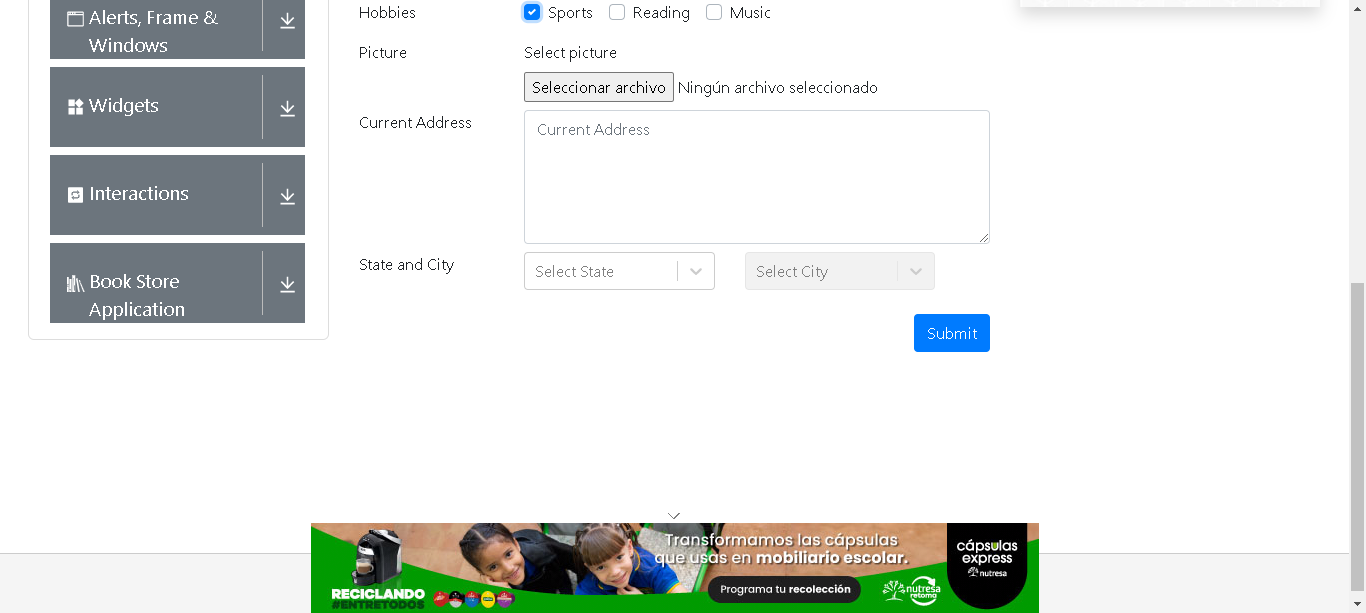 Alerts, Frame &
Windows
Widgets
Interactions
Book Store
Application
Hobbies
Sports
Reading
Music
Picture
Select picture
Seleccionar archivo
Ningún archivo seleccionado
Current Address
Current Address
State and City
Select State
Select City
Submit
RECICLANDO
#ENTRETODOS
Transformamos las cápsulas
que usas en mobiliario escolar.
Programa tu recolección
nutresa
retoma
cápsulas
express
nutresa